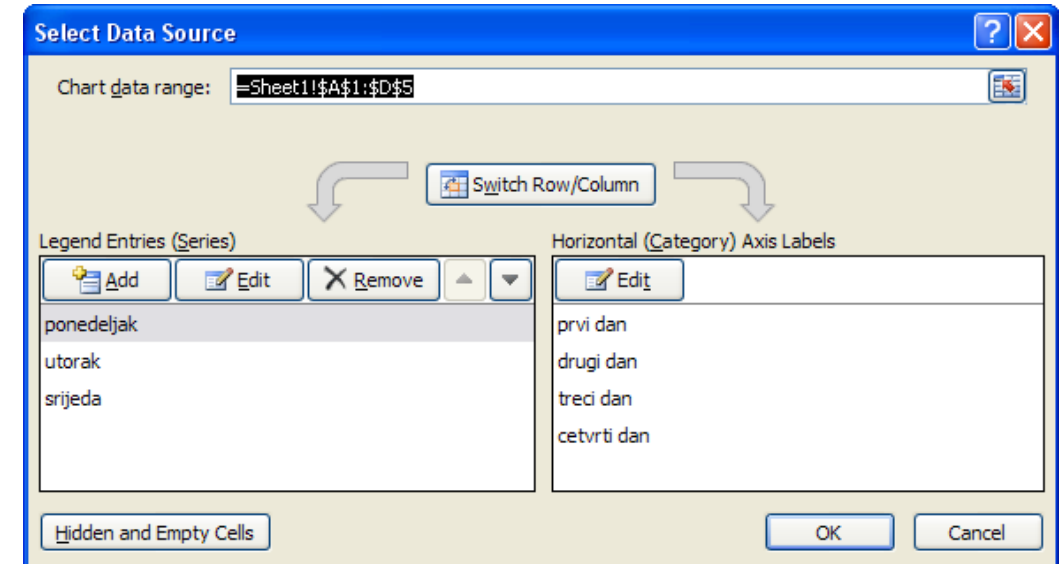 Select Data Source
Chart data range: =Sheet1!$A$1:$D$5
Switch Row/Column
Legend Entries (Series)
Add Edit Remove
ponedeljak
utorak
srijeda
Horizontal (Category) Axis Labels
Edit
prvi dan
drugi dan
treci dan
cetvrti dan
Hidden and Empty Cells
OK Cancel